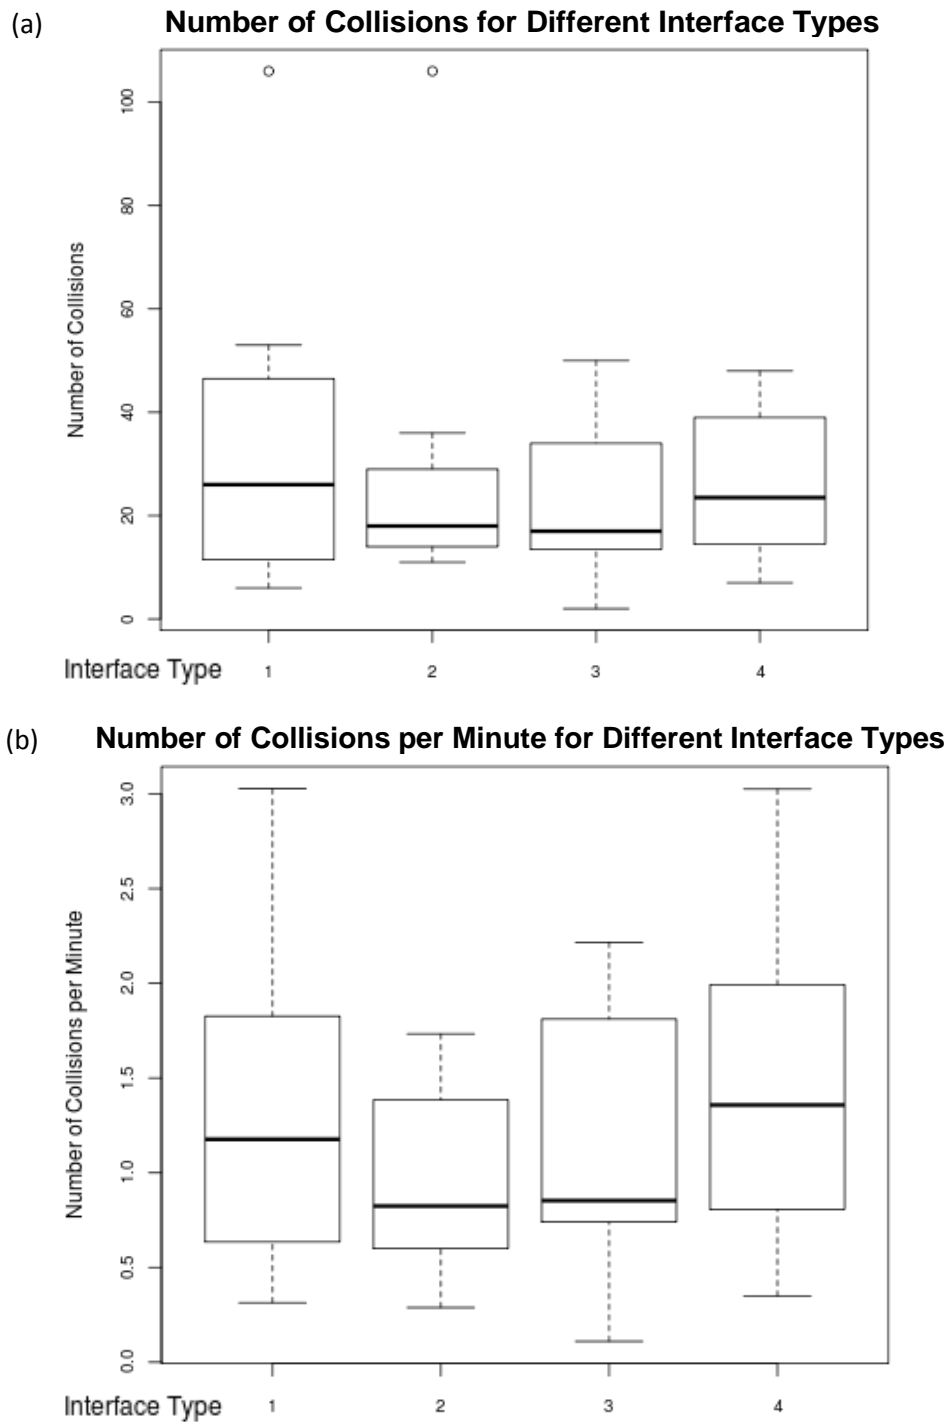 (a) Number of Collisions for Different Interface Types
100
80
60
40
20
0
Number of Collisions
Interface Type 1 2 3 4
(b) Number of Collisions per Minute for Different Interface Types
3.0
2.5
2.0
1.5
1.0
0.5
0.0
Number of Collisions per Minute
Interface Type 1 2 3 4